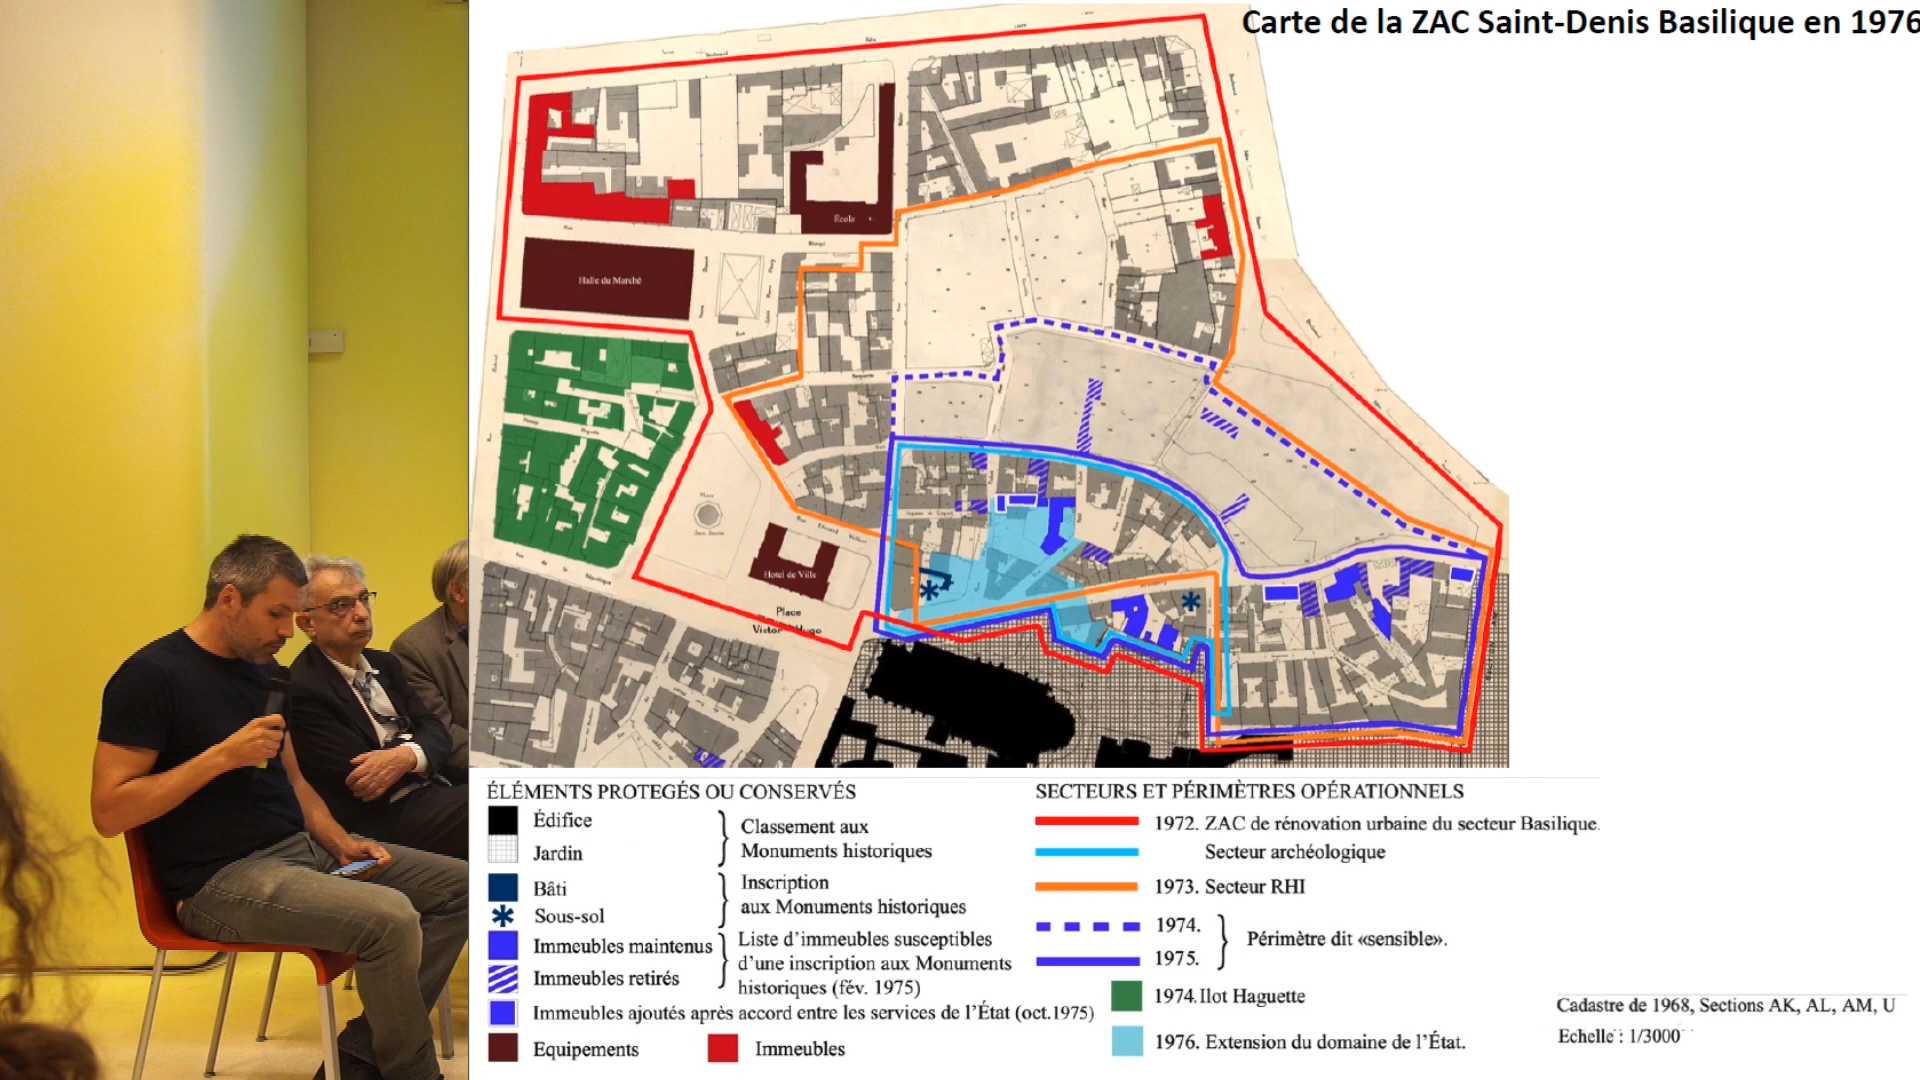 Carte de la ZAC Saint-Denis Basilique en 1976
École
Halle du Marché
Hotel de Ville
Place
Victor Hugo
ÉLÉMENTS PROTEGÉS OU CONSERVÉS
Édifice
Jardin
Classement aux
Monuments historiques
Bâti
Sous-sol
Inscription
aux Monuments historiques
Immeubles maintenus
Immeubles retirés
Liste d'immeubles susceptibles
d'une inscription aux Monuments
historiques (fév. 1975)
Immeubles ajoutés après accord entre les services de l'État (oct.1975)
Equipements
Immeubles
SECTEURS ET PÉRIMÈTRES OPÉRATIONNELS
1972. ZAC de rénovation urbaine du secteur Basilique.
Secteur archéologique
1973. Secteur RHI
1974.
1975.
Périmètre dit «sensible».
1974. Ilot Haguette
1976. Extension du domaine de l'État.
Cadastre de 1968, Sections AK, AL, AM, U
Echelle : 1/3000